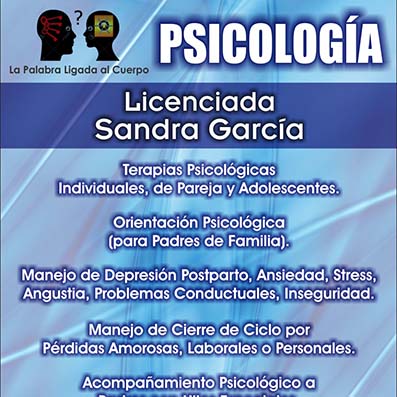 ?
PSICOLOGÍA
La Palabra Ligada al Cuerpo
Licenciada
Sandra García
Terapias Psicológicas
Individuales, de Pareja y Adolescentes.
Orientación Psicológica
(para Padres de Familia).
Manejo de Depresión Postparto, Ansiedad, Stress,
Angustia, Problemas Conductuales, Inseguridad.
Manejo de Cierre de Ciclo por
Pérdidas Amorosas, Laborales o Personales.
Acompañamiento Psicológico a